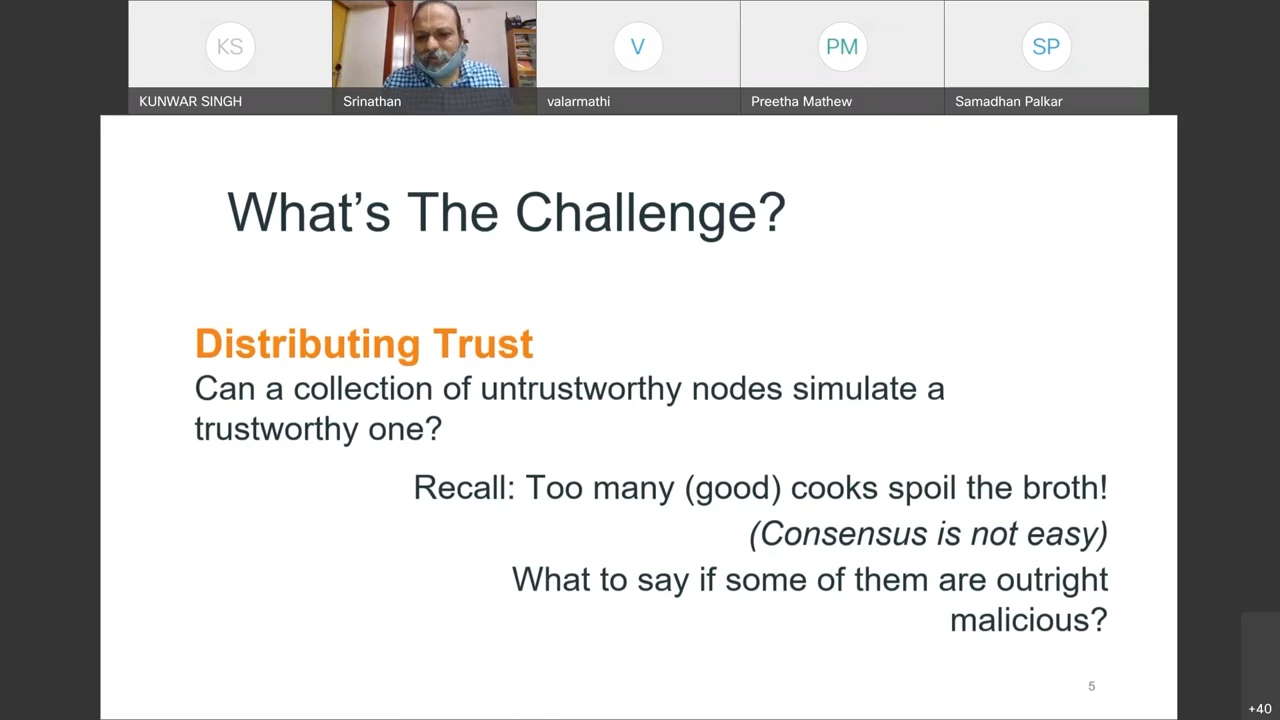 KS
V
PM
SP
KUNWAR SINGH
Srinathan
valarmathi
Preetha Mathew
Samadhan Palkar
What's The Challenge?
Distributing Trust
Can a collection of untrustworthy nodes simulate a
trustworthy one?
Recall: Too many (good) cooks spoil the broth!
(Consensus is not easy)
What to say if some of them are outright
malicious?
5
+40